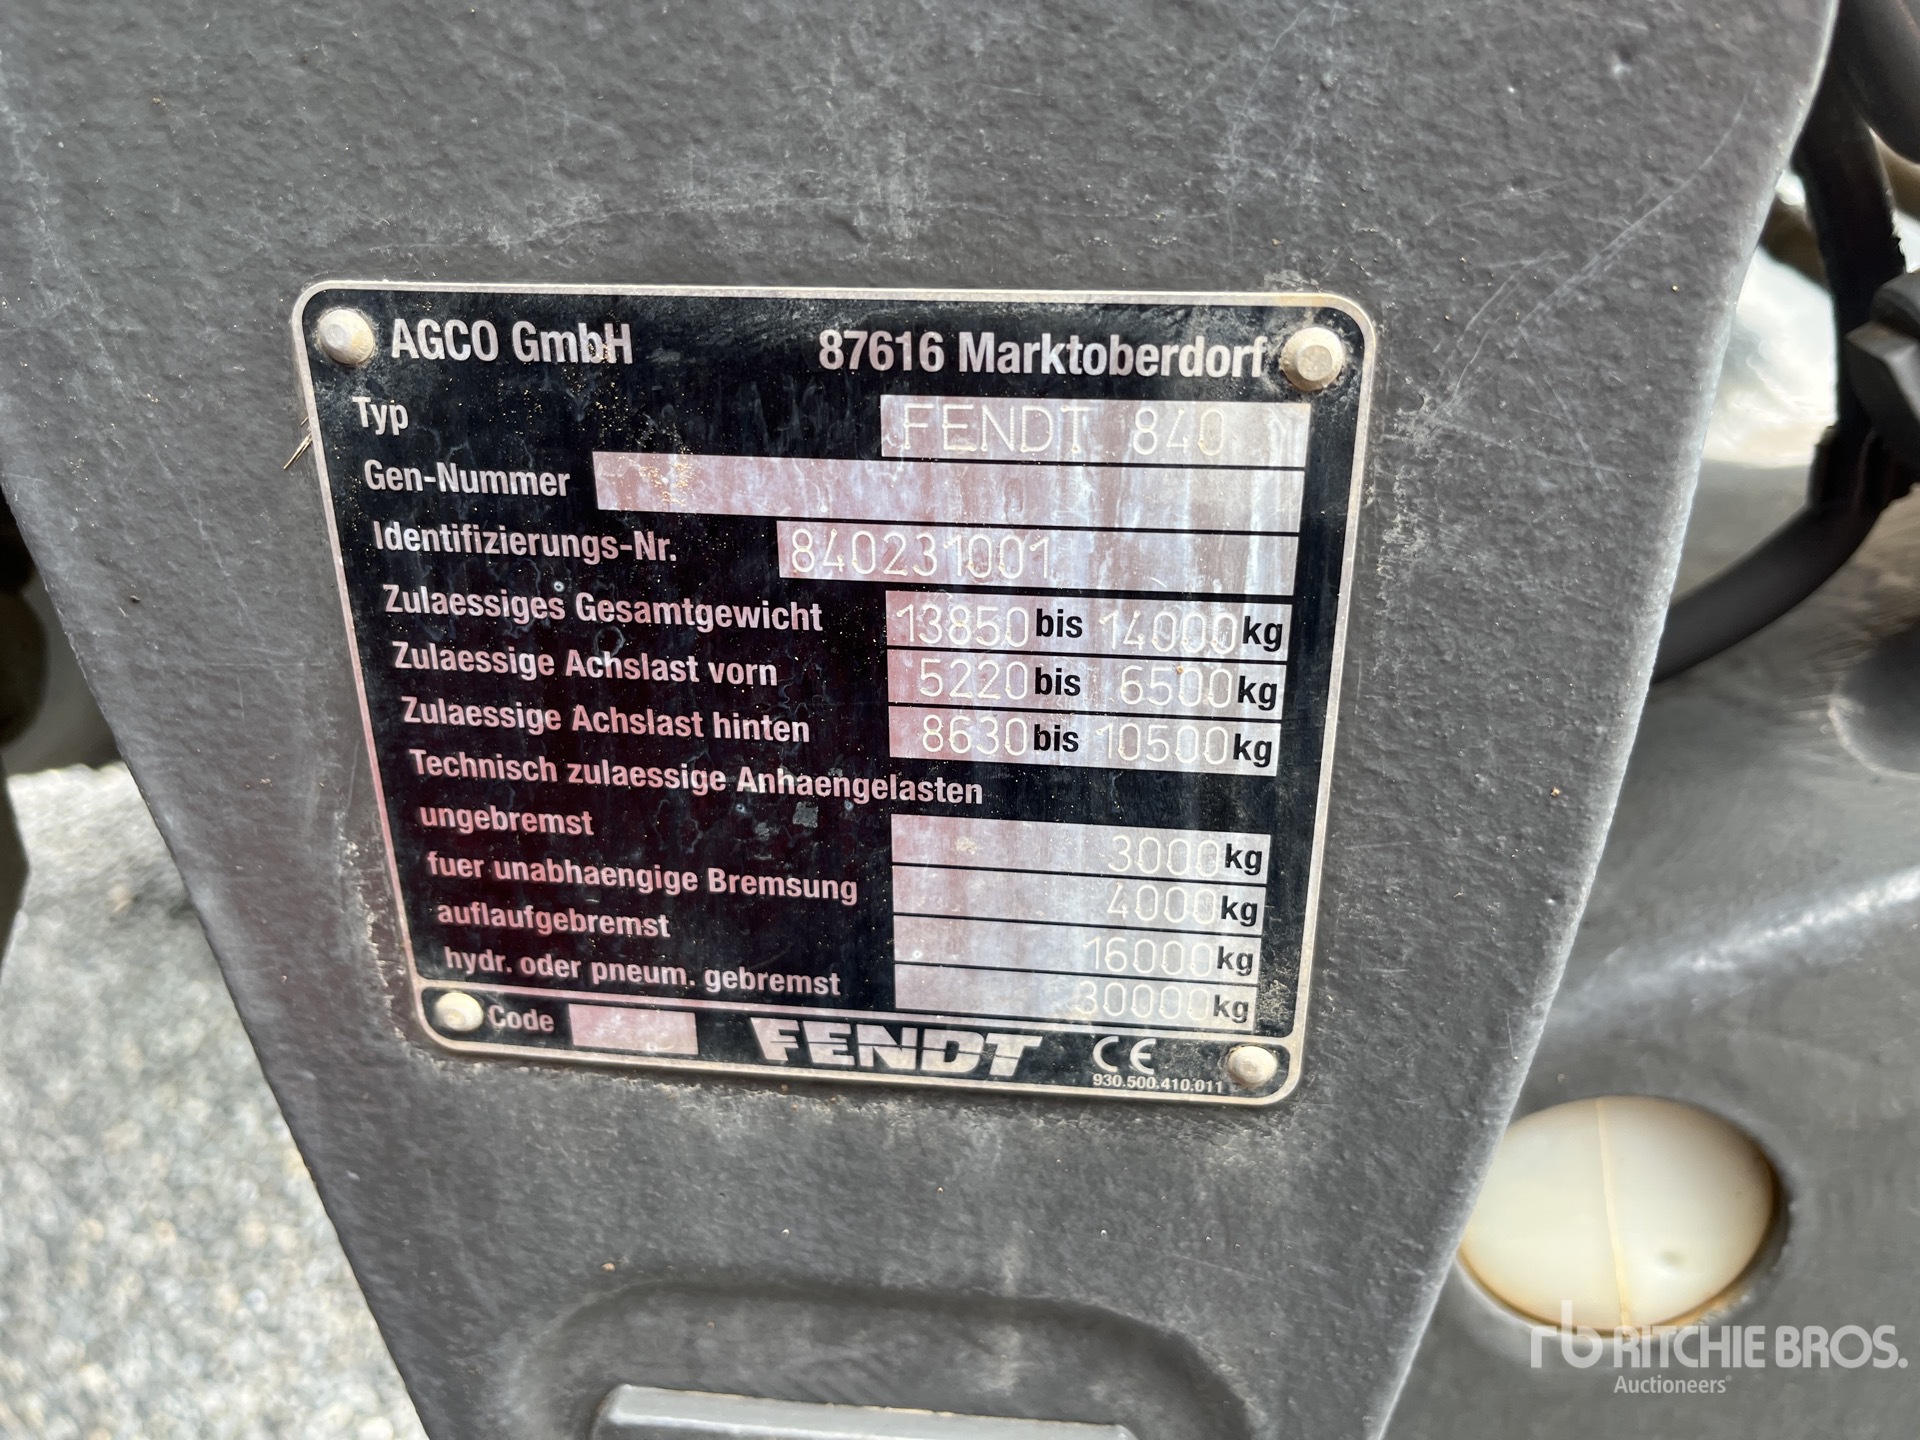 AGCO GmbH 87616 Marktoberdorf
Typ FENDT 840
Gen-Nummer
Identifizierungs-Nr. 840231001
Zulaessiges Gesamtgewicht 13850 bis 14000 kg
Zulaessige Achslast vorn 5220 bis 6500 kg
Zulaessige Achslast hinten 8630 bis 10500 kg
Technisch zulaessige Anhaengelasten
ungebremst 3000 kg
fuer unabhaengige Bremsung 4000 kg
auflaufgebremst 16000 kg
hydr. oder pneum. gebremst 30000 kg
Code FENDT CE
930.500.410.011
rb RITCHIE BROS.
Auctioneers